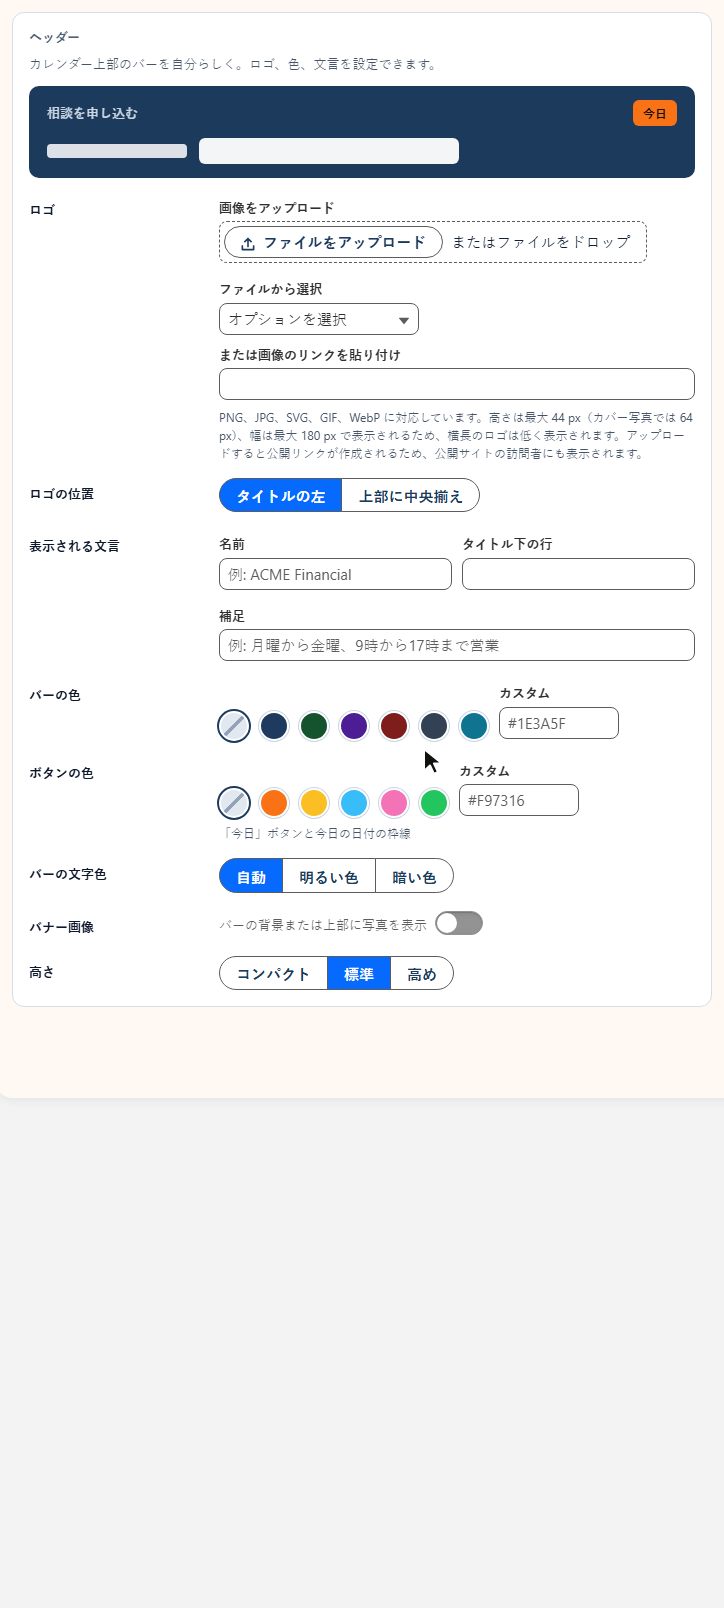 ヘッダー
カレンダー上部のバーを自分らしく。ロゴ、色、文言を設定できます。
相談を申し込む
今日
ロゴ
画像をアップロード
ファイルをアップロード
またはファイルをドロップ
ファイルから選択
オプションを選択
または画像のリンクを貼り付け
PNG、JPG、SVG、GIF、WebP に対応しています。高さは最大 44 px（カバー写真では 64
px）、幅は最大 180 px で表示されるため、横長のロゴは低く表示されます。アップロー
ドすると公開リンクが作成されるため、公開サイトの訪問者にも表示されます。
ロゴの位置
タイトルの左
上部に中央揃え
表示される文言
名前
タイトル下の行
例: ACME Financial
補足
例: 月曜から金曜、9時から17時まで営業
バーの色
カスタム
#1E3A5F
ボタンの色
カスタム
#F97316
「今日」ボタンと今日の日付の枠線
バーの文字色
自動
明るい色
暗い色
バナー画像
バーの背景または上部に写真を表示
高さ
コンパクト
標準
高め